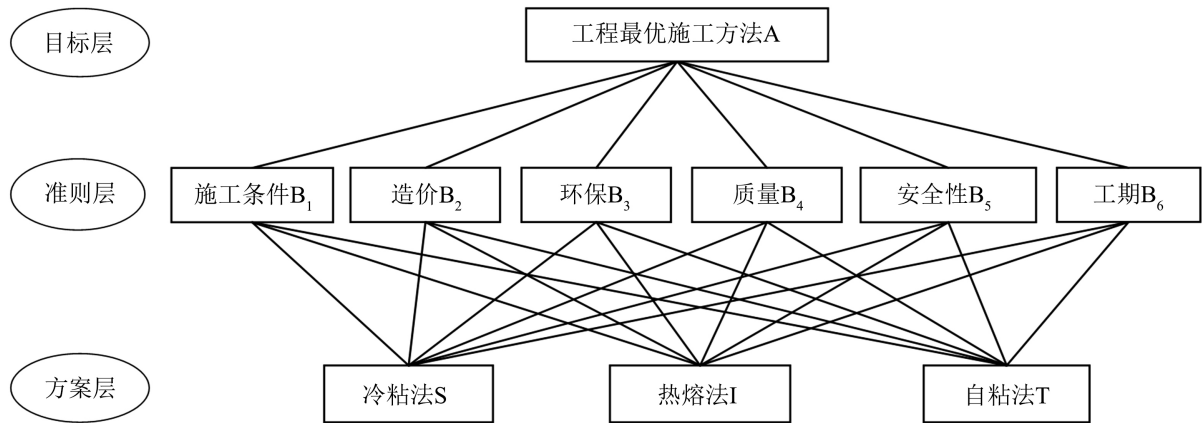 目标层
工程最优施工方法A
准则层
施工条件B₁
造价B₂
环保B₃
质量B₄
安全性B₅
工期B₆
方案层
冷粘法S
热熔法I
自粘法T